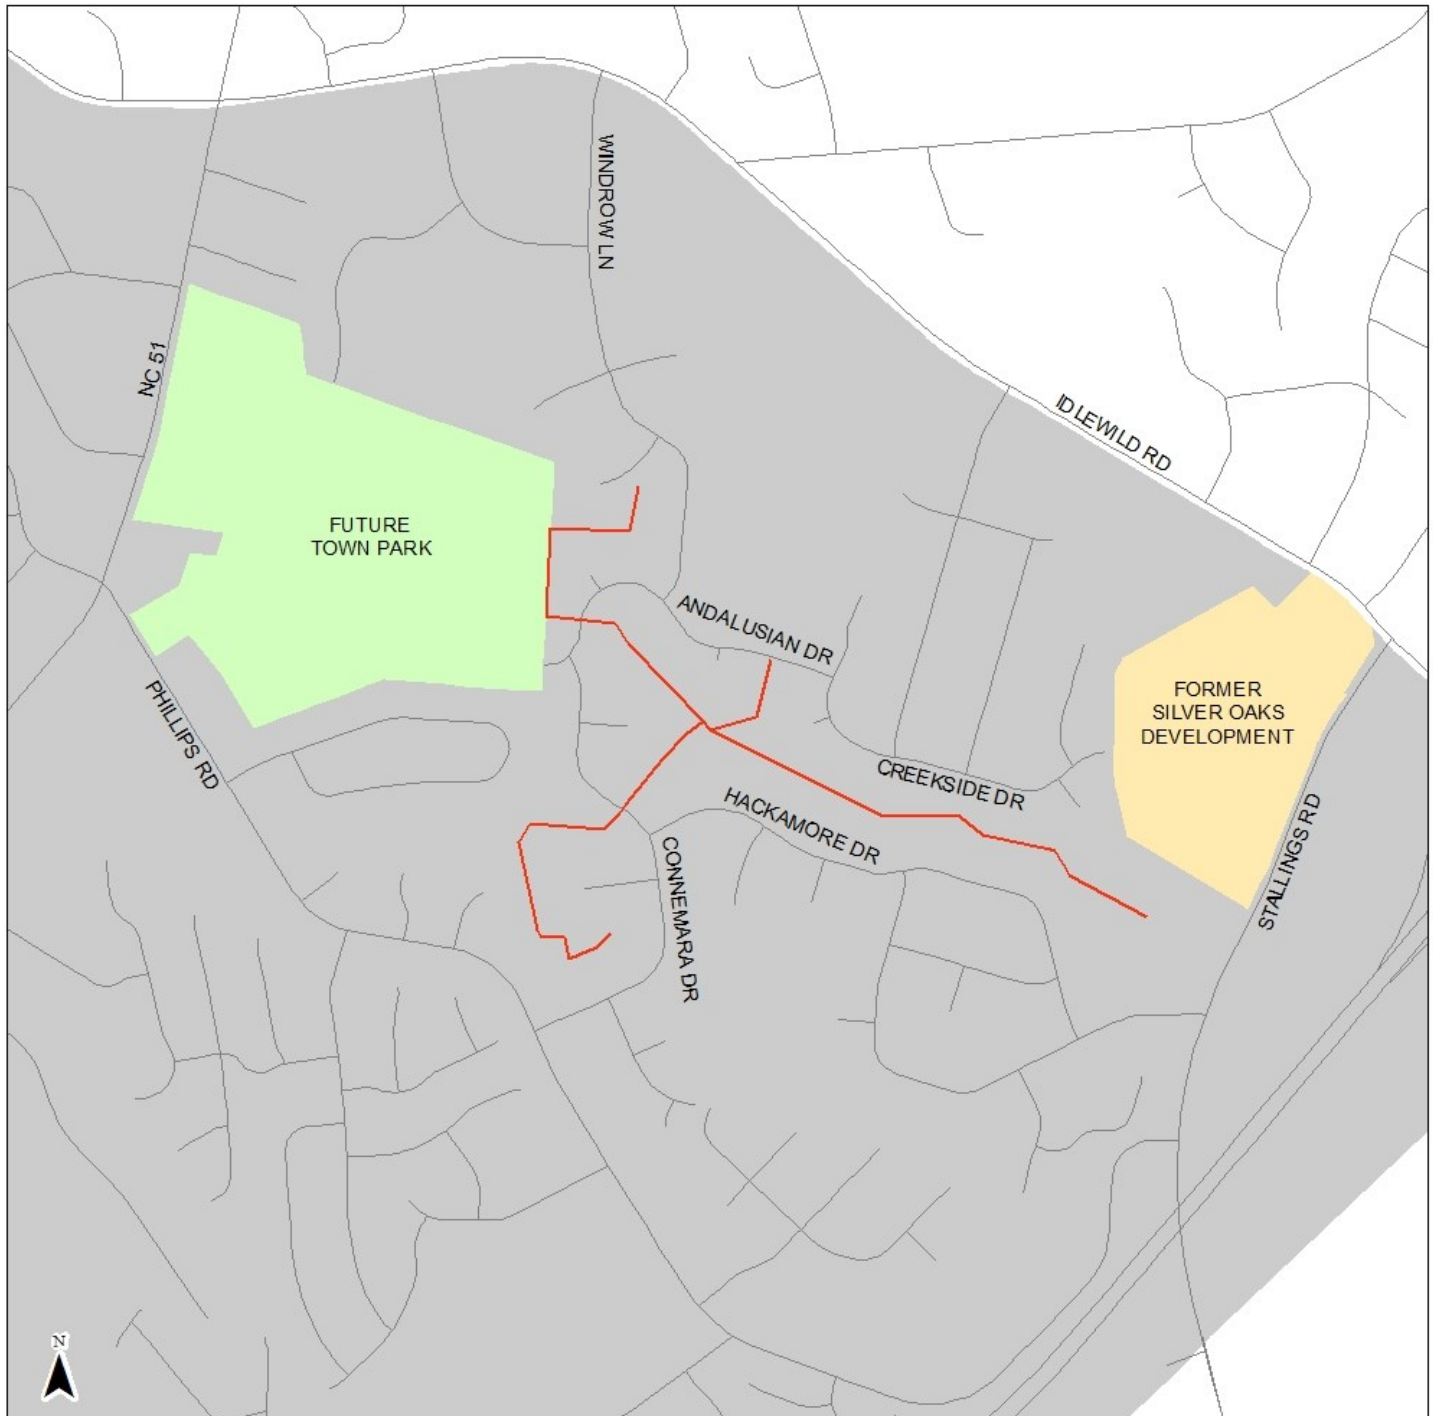 WINDROW LN
NC 51
IDLEWILD RD
FUTURE
TOWN PARK
ANDALUSIAN DR
PHILLIPS RD
FORMER
SILVER OAKS
DEVELOPMENT
CREEKSIDE DR
HACKAMORE DR
STALLINGS RD
CONNEMARA DR
N